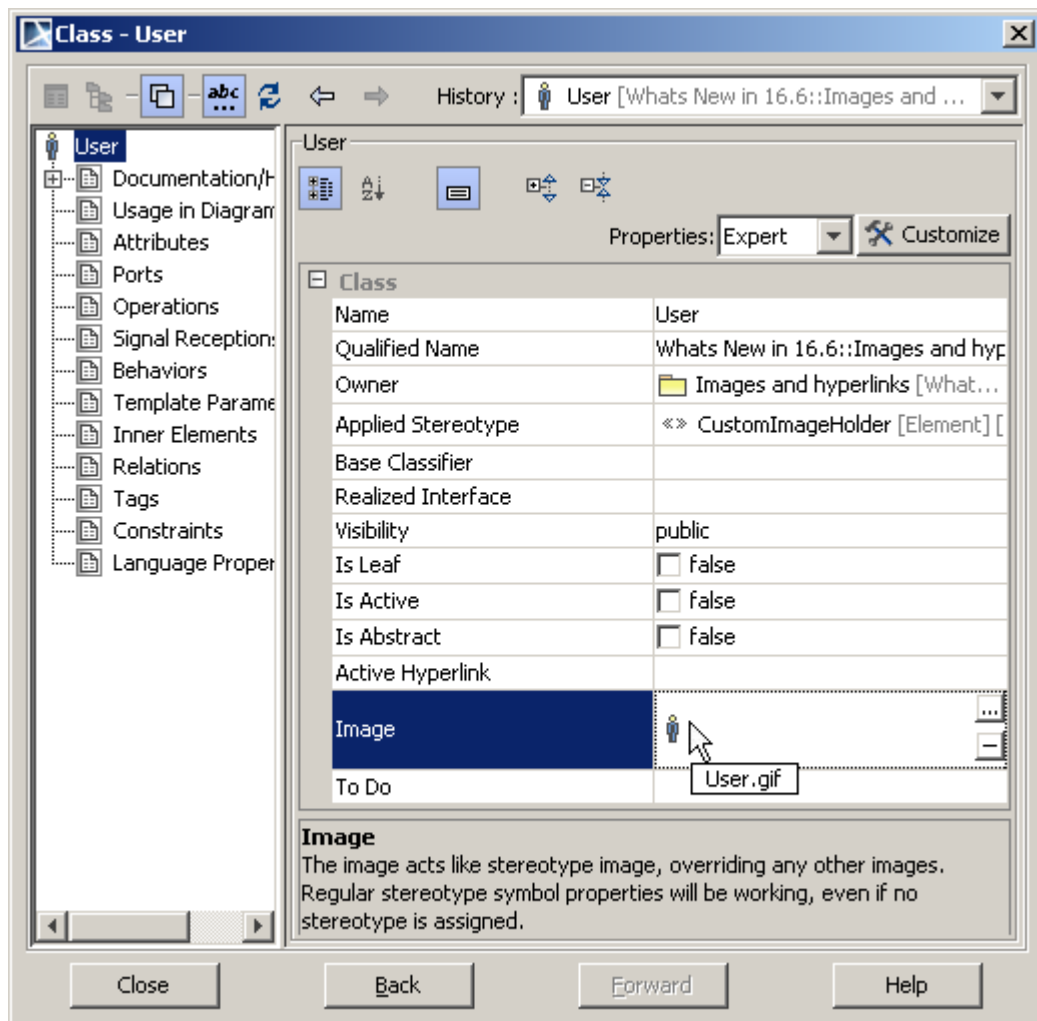 Class - User
abc
History : User [Whats New in 16.6::Images and ...
User
Documentation/H
Usage in Diagram
Attributes
Ports
Operations
Signal Receptions
Behaviors
Template Parame
Inner Elements
Relations
Tags
Constraints
Language Proper
User
A
Z
Properties: Expert Customize
Class
Name User
Qualified Name Whats New in 16.6::Images and hyp
Owner Images and hyperlinks [What...
Applied Stereotype «» CustomImageHolder [Element] [
Base Classifier
Realized Interface
Visibility public
Is Leaf false
Is Active false
Is Abstract false
Active Hyperlink
Image ...
User.gif
To Do
Image
The image acts like stereotype image, overriding any other images.
Regular stereotype symbol properties will be working, even if no
stereotype is assigned.
Close Back Forward Help